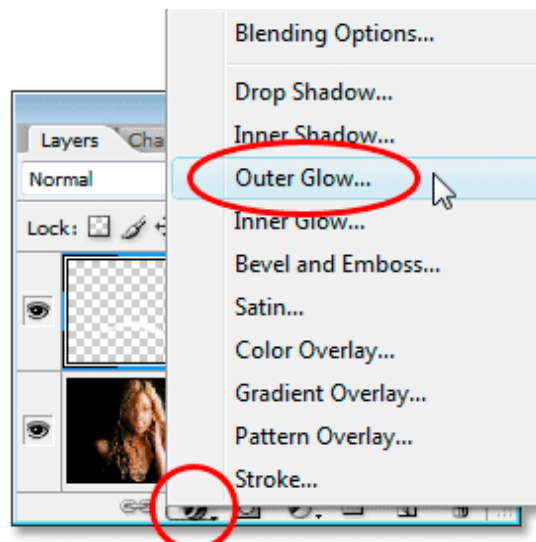 Blending Options...
Drop Shadow...
Layers Cha
Inner Shadow...
Normal
Outer Glow...
Lock:
Inner Glow...
Bevel and Emboss...
Satin...
Color Overlay...
Gradient Overlay...
Pattern Overlay...
Stroke...